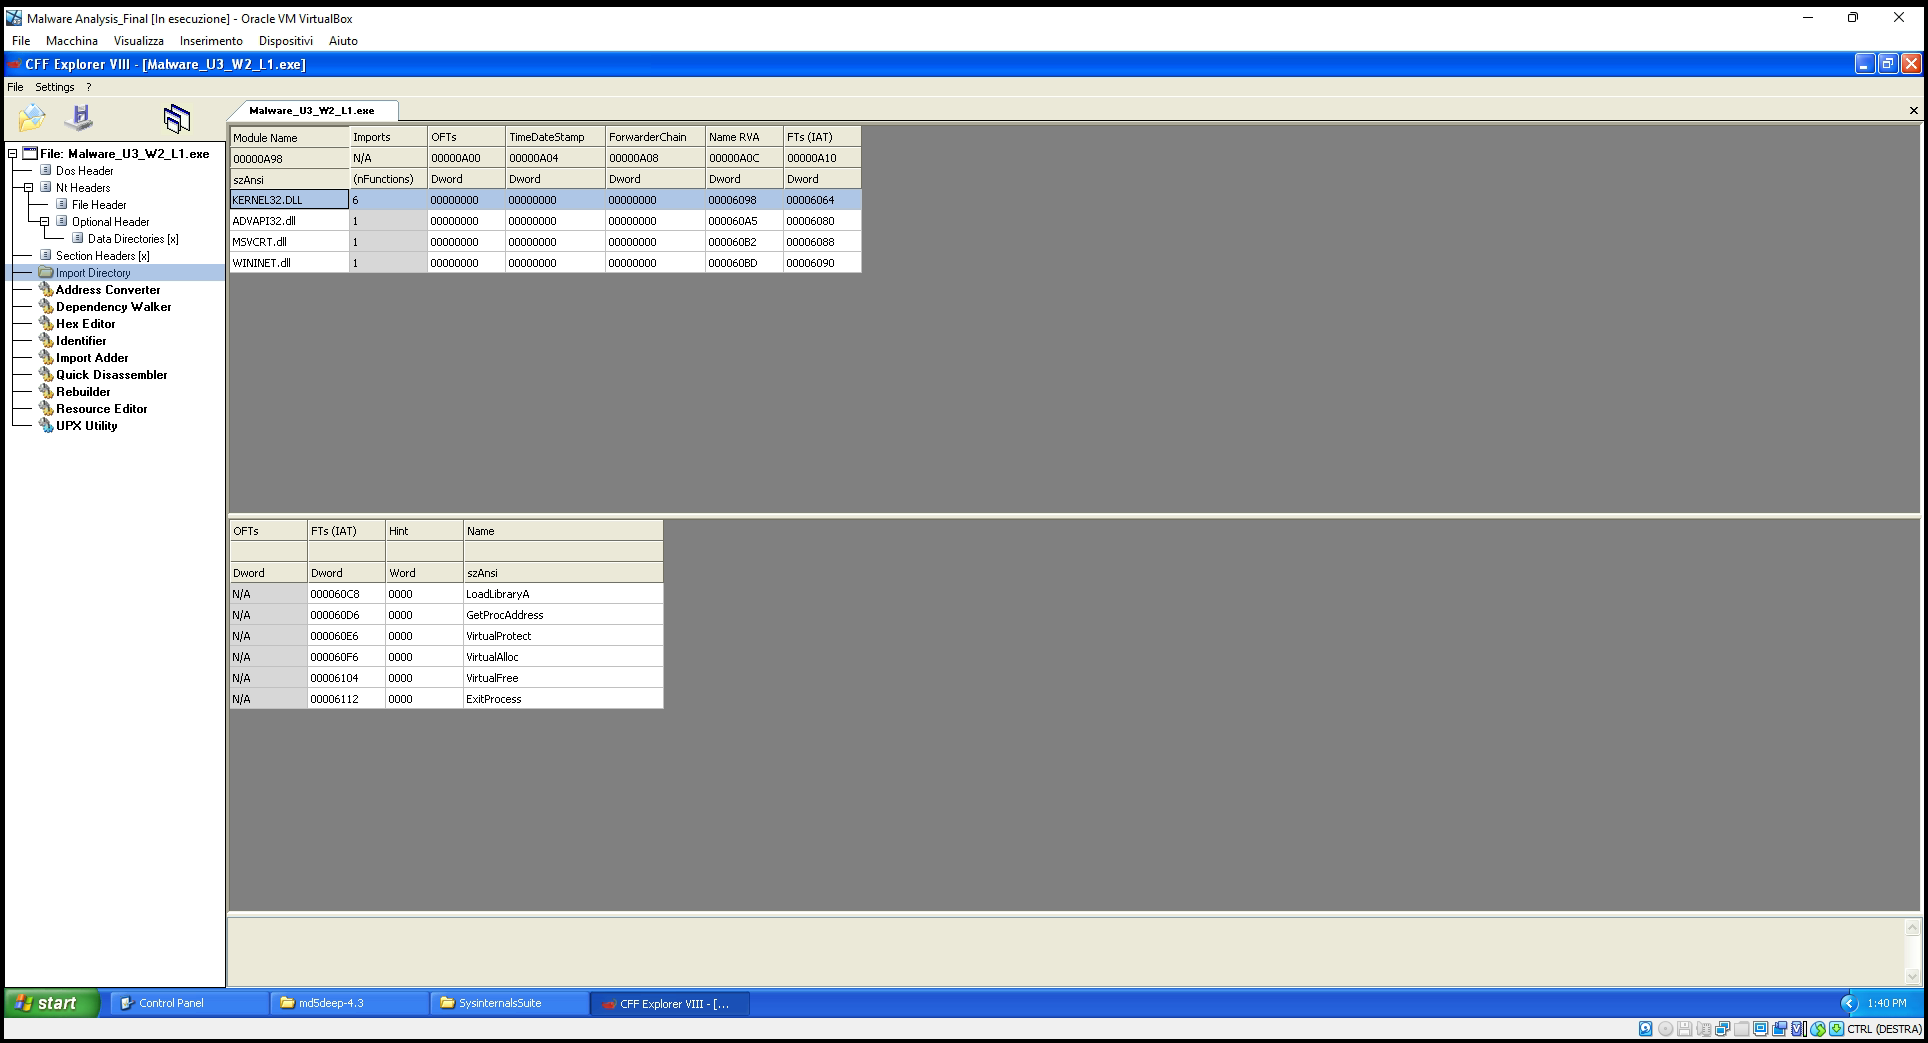 Malware Analysis_Final [In esecuzione] - Oracle VM VirtualBox
File Macchina Visualizza Inserimento Dispositivi Aiuto
CFF Explorer VIII - [Malware_U3_W2_L1.exe]
File Settings ?
Malware_U3_W2_L1.exe
File: Malware_U3_W2_L1.exe
Dos Header
Nt Headers
File Header
Optional Header
Data Directories [x]
Section Headers [x]
Import Directory
Address Converter
Dependency Walker
Hex Editor
Identifier
Import Adder
Quick Disassembler
Rebuilder
Resource Editor
UPX Utility
Module Name Imports OFTs TimeDateStamp ForwarderChain Name RVA FTs (IAT)
00000A98 N/A 00000A00 00000A04 00000A08 00000A0C 00000A10
szAnsi (nFunctions) Dword Dword Dword Dword Dword
KERNEL32.DLL 6 00000000 00000000 00000000 00006098 00006064
ADVAPI32.dll 1 00000000 00000000 00000000 000060A5 00006080
MSVCRT.dll 1 00000000 00000000 00000000 000060B2 00006088
WININET.dll 1 00000000 00000000 00000000 000060BD 00006090
OFTs FTs (IAT) Hint Name
Dword Dword Word szAnsi
N/A 000060C8 0000 LoadLibraryA
N/A 000060D6 0000 GetProcAddress
N/A 000060E6 0000 VirtualProtect
N/A 000060F6 0000 VirtualAlloc
N/A 00006104 0000 VirtualFree
N/A 00006112 0000 ExitProcess
start Control Panel md5deep-4.3 SysinternalsSuite CFF Explorer VIII - [... 1:40 PM
CTRL (DESTRA)